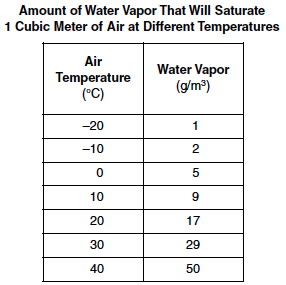 Amount of Water Vapor That Will Saturate
1 Cubic Meter of Air at Different Temperatures
Air
Temperature
(°C)
Water Vapor
(g/m³)
–20 1
–10 2
0 5
10 9
20 17
30 29
40 50